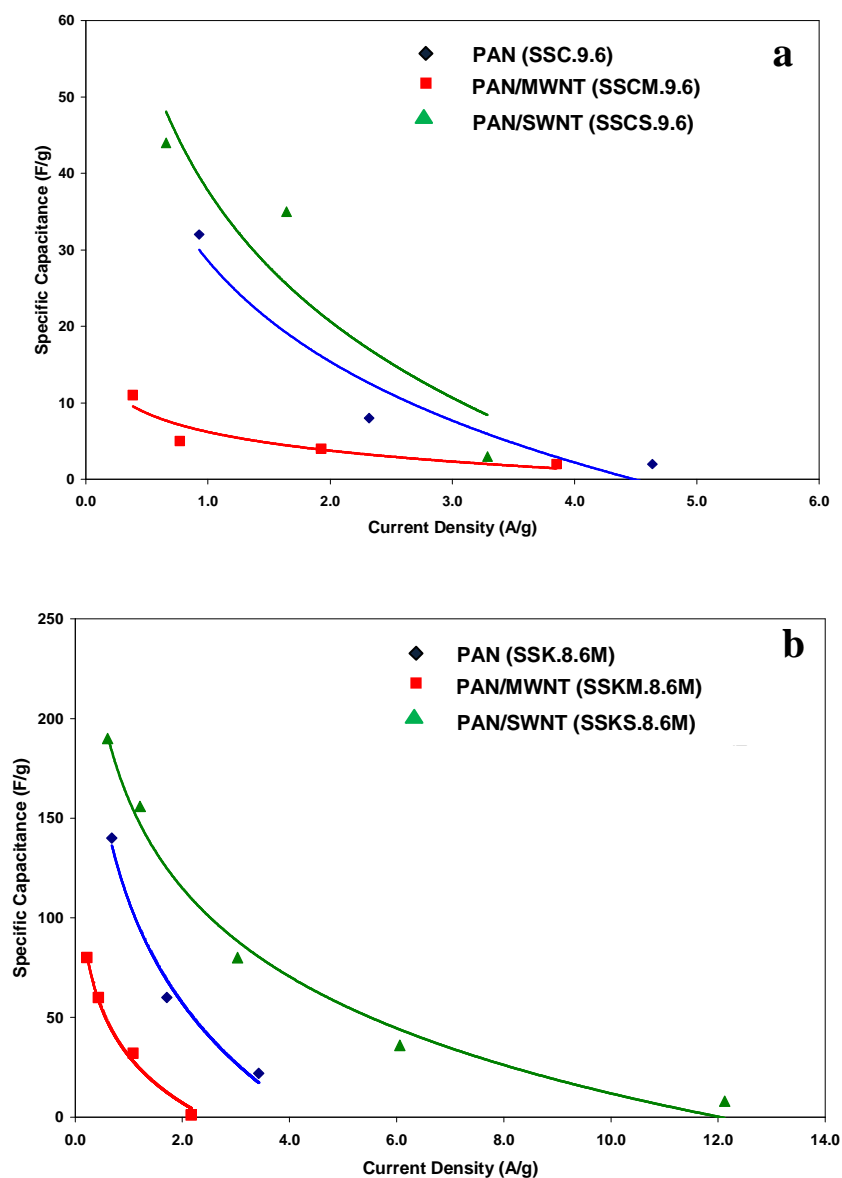 a
PAN (SSC.9.6)
PAN/MWNT (SSCM.9.6)
PAN/SWNT (SSCS.9.6)
60
50
40
30
20
10
0
Specific Capacitance (F/g)
0.0 1.0 2.0 3.0 4.0 5.0 6.0
Current Density (A/g)
b
PAN (SSK.8.6M)
PAN/MWNT (SSKM.8.6M)
PAN/SWNT (SSKS.8.6M)
250
200
150
100
50
0
Specific Capacitance (F/g)
0.0 2.0 4.0 6.0 8.0 10.0 12.0 14.0
Current Density (A/g)